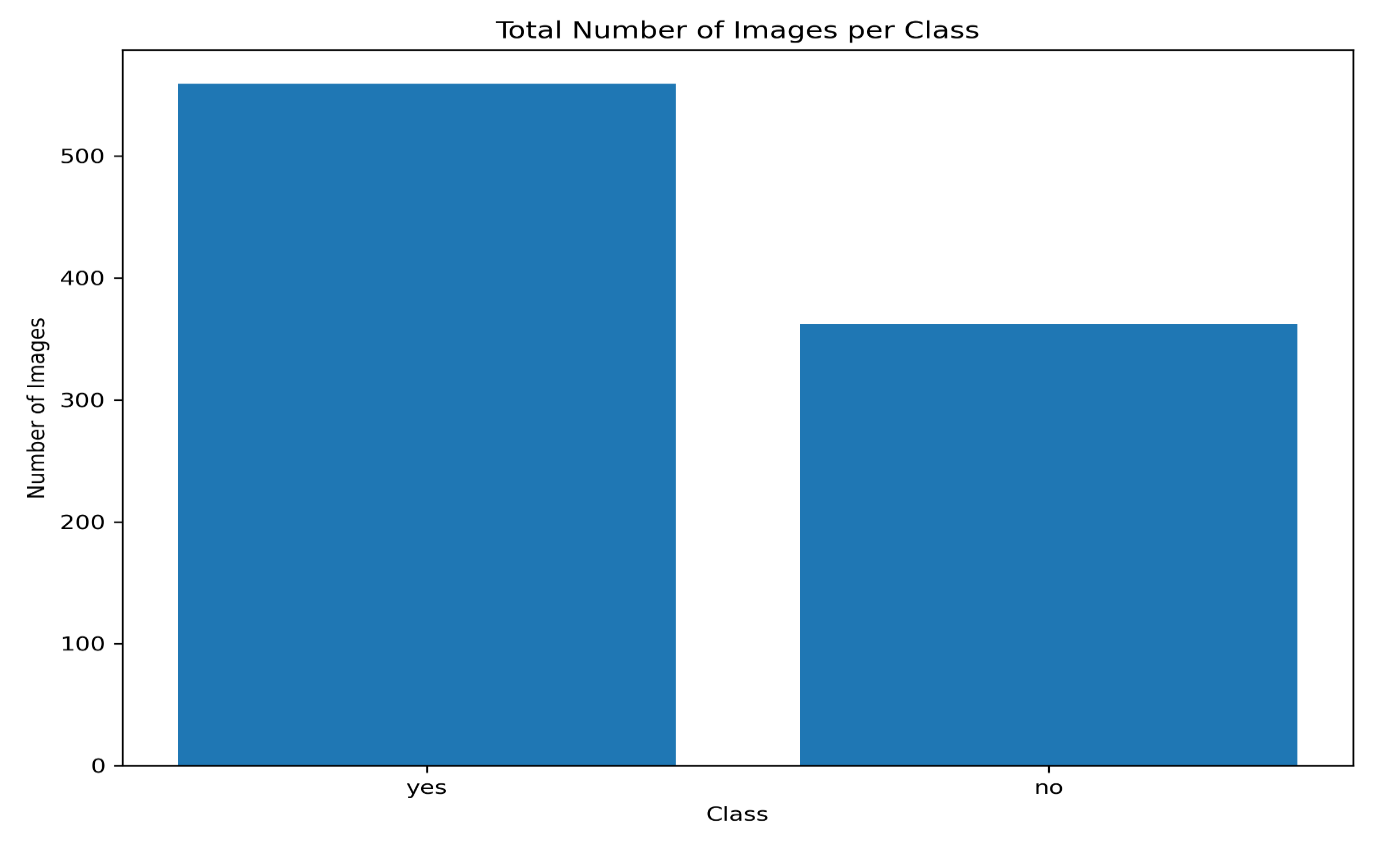 Total Number of Images per Class
Number of Images
500
400
300
200
100
0
yes no
Class